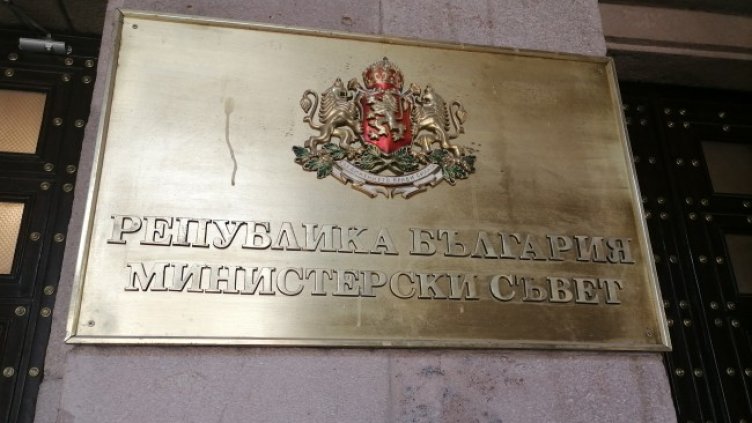 РЕПУБЛИКА БЪЛГАРИЯ
МИНИСТЕРСКИ СЪВЕТ